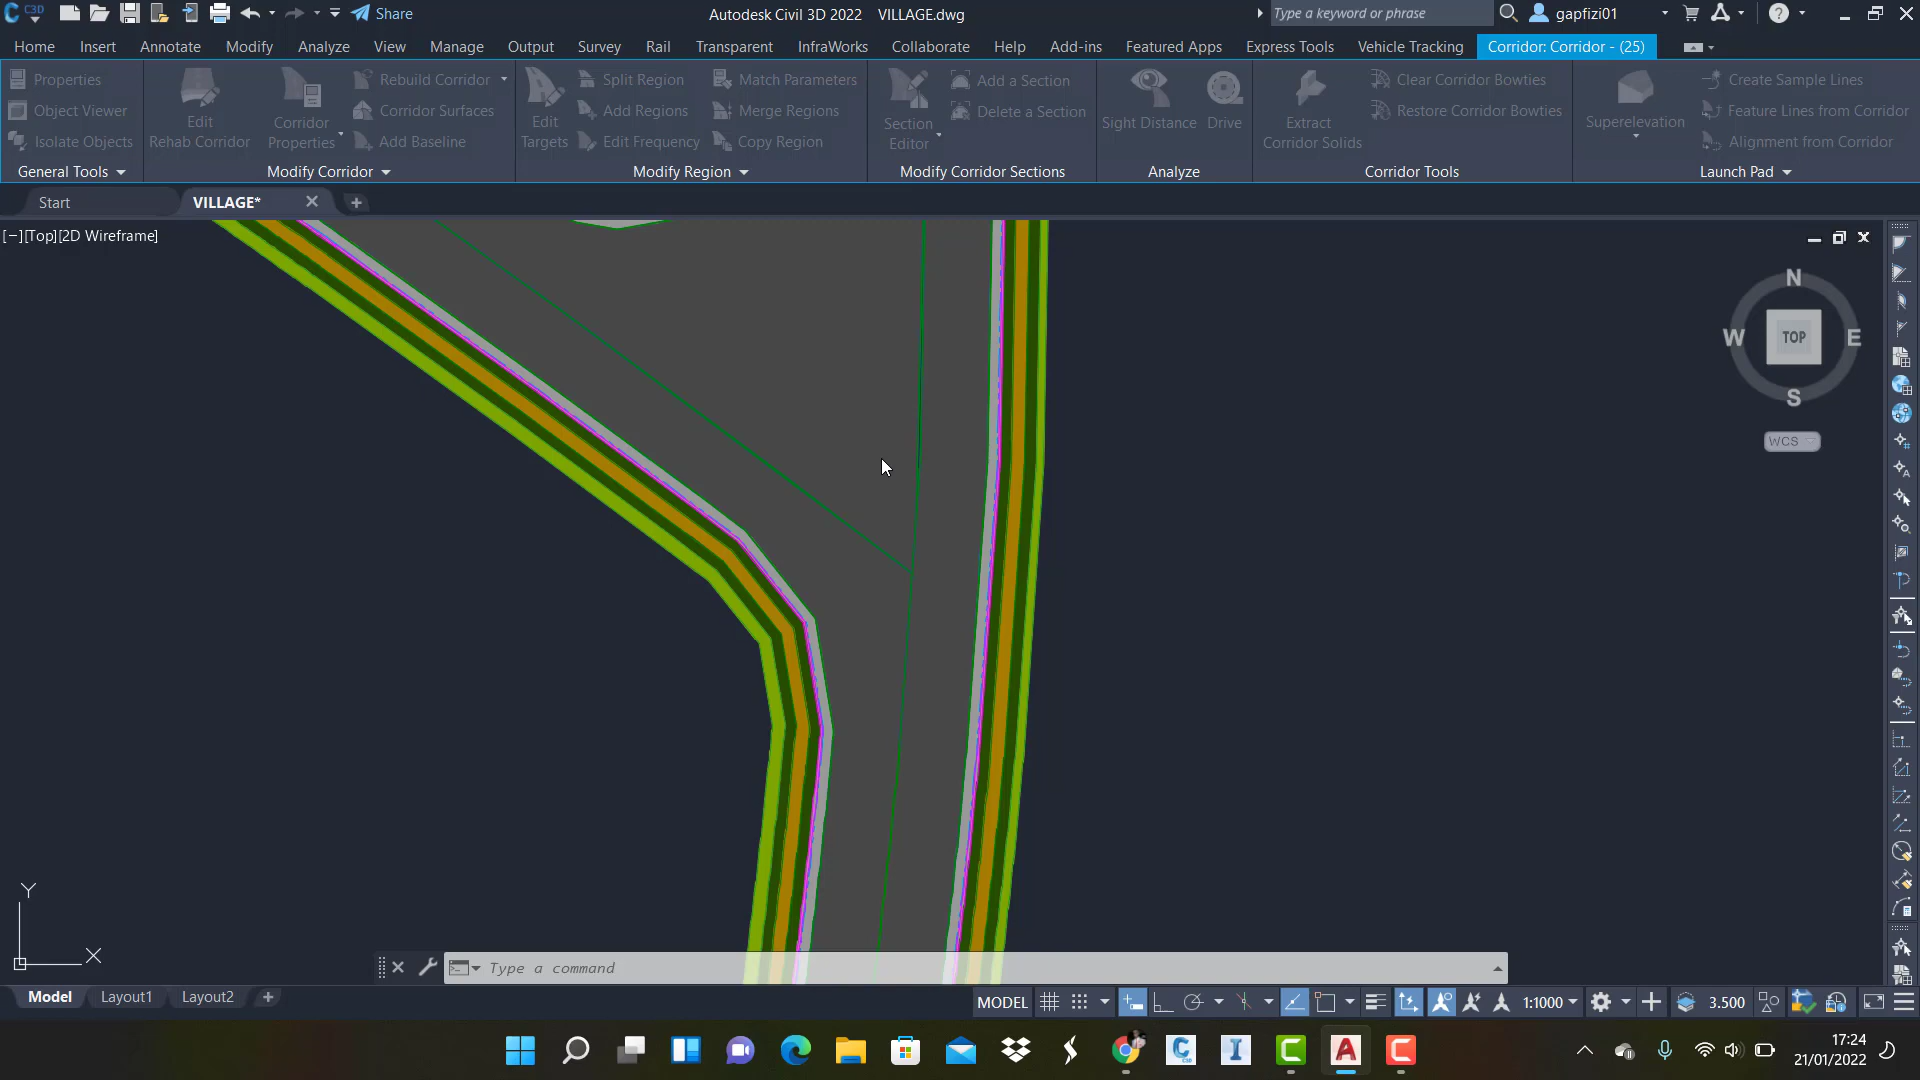 C3D
Share
Autodesk Civil 3D 2022 VILLAGE.dwg
Type a keyword or phrase
gapfizi01
Home Insert Annotate Modify Analyze View Manage Output Survey Rail Transparent InfraWorks Collaborate Help Add-ins Featured Apps Express Tools Vehicle Tracking Corridor: Corridor - (25)
Properties
Object Viewer
Isolate Objects
General Tools
Edit
Rehab Corridor
Corridor
Properties
Rebuild Corridor
Corridor Surfaces
Add Baseline
Modify Corridor
Edit
Targets
Split Region
Add Regions
Edit Frequency
Match Parameters
Merge Regions
Copy Region
Modify Region
Section
Editor
Add a Section
Delete a Section
Modify Corridor Sections
Sight Distance
Drive
Analyze
Extract
Corridor Solids
Clear Corridor Bowties
Restore Corridor Bowties
Corridor Tools
Superelevation
Create Sample Lines
Feature Lines from Corridor
Alignment from Corridor
Launch Pad
Start
VILLAGE*
[−][Top][2D Wireframe]
N
W
TOP
E
S
WCS
Y
X
Type a command
Model
Layout1
Layout2
MODEL
1:1000
3.500
17:24
21/01/2022